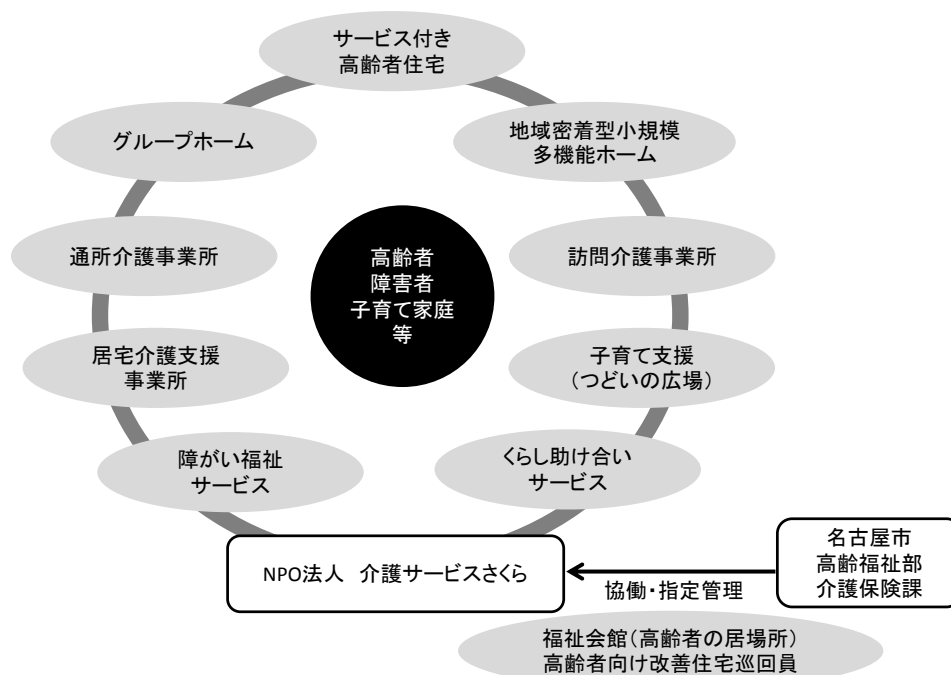 サービス付き
高齢者住宅
グループホーム
地域密着型小規模
多機能ホーム
高齢者
障害者
子育て家庭
等
通所介護事業所
訪問介護事業所
居宅介護支援
事業所
子育て支援
(つどいの広場)
障がい福祉
サービス
くらし助け合い
サービス
NPO法人　介護サービスさくら
名古屋市
高齢福祉部
介護保険課
協働・指定管理
福祉会館(高齢者の居場所)
高齢者向け改善住宅巡回員